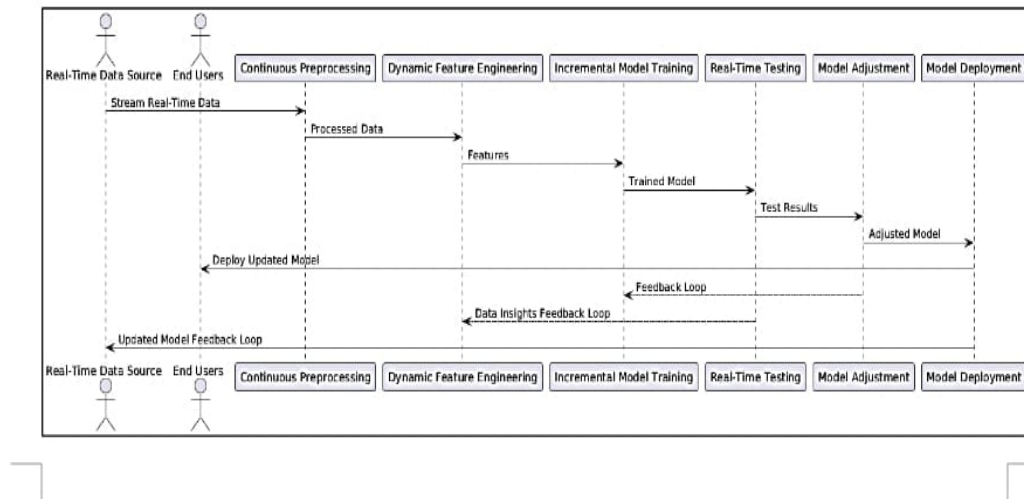 Real-Time Data Source End Users Continuous Preprocessing Dynamic Feature Engineering Incremental Model Training Real-Time Testing Model Adjustment Model Deployment
Stream Real-Time Data
Processed Data
Features
Trained Model
Test Results
Adjusted Model
Deploy Updated Model
Feedback Loop
Data Insights Feedback Loop
Updated Model Feedback Loop
Real-Time Data Source End Users Continuous Preprocessing Dynamic Feature Engineering Incremental Model Training Real-Time Testing Model Adjustment Model Deployment